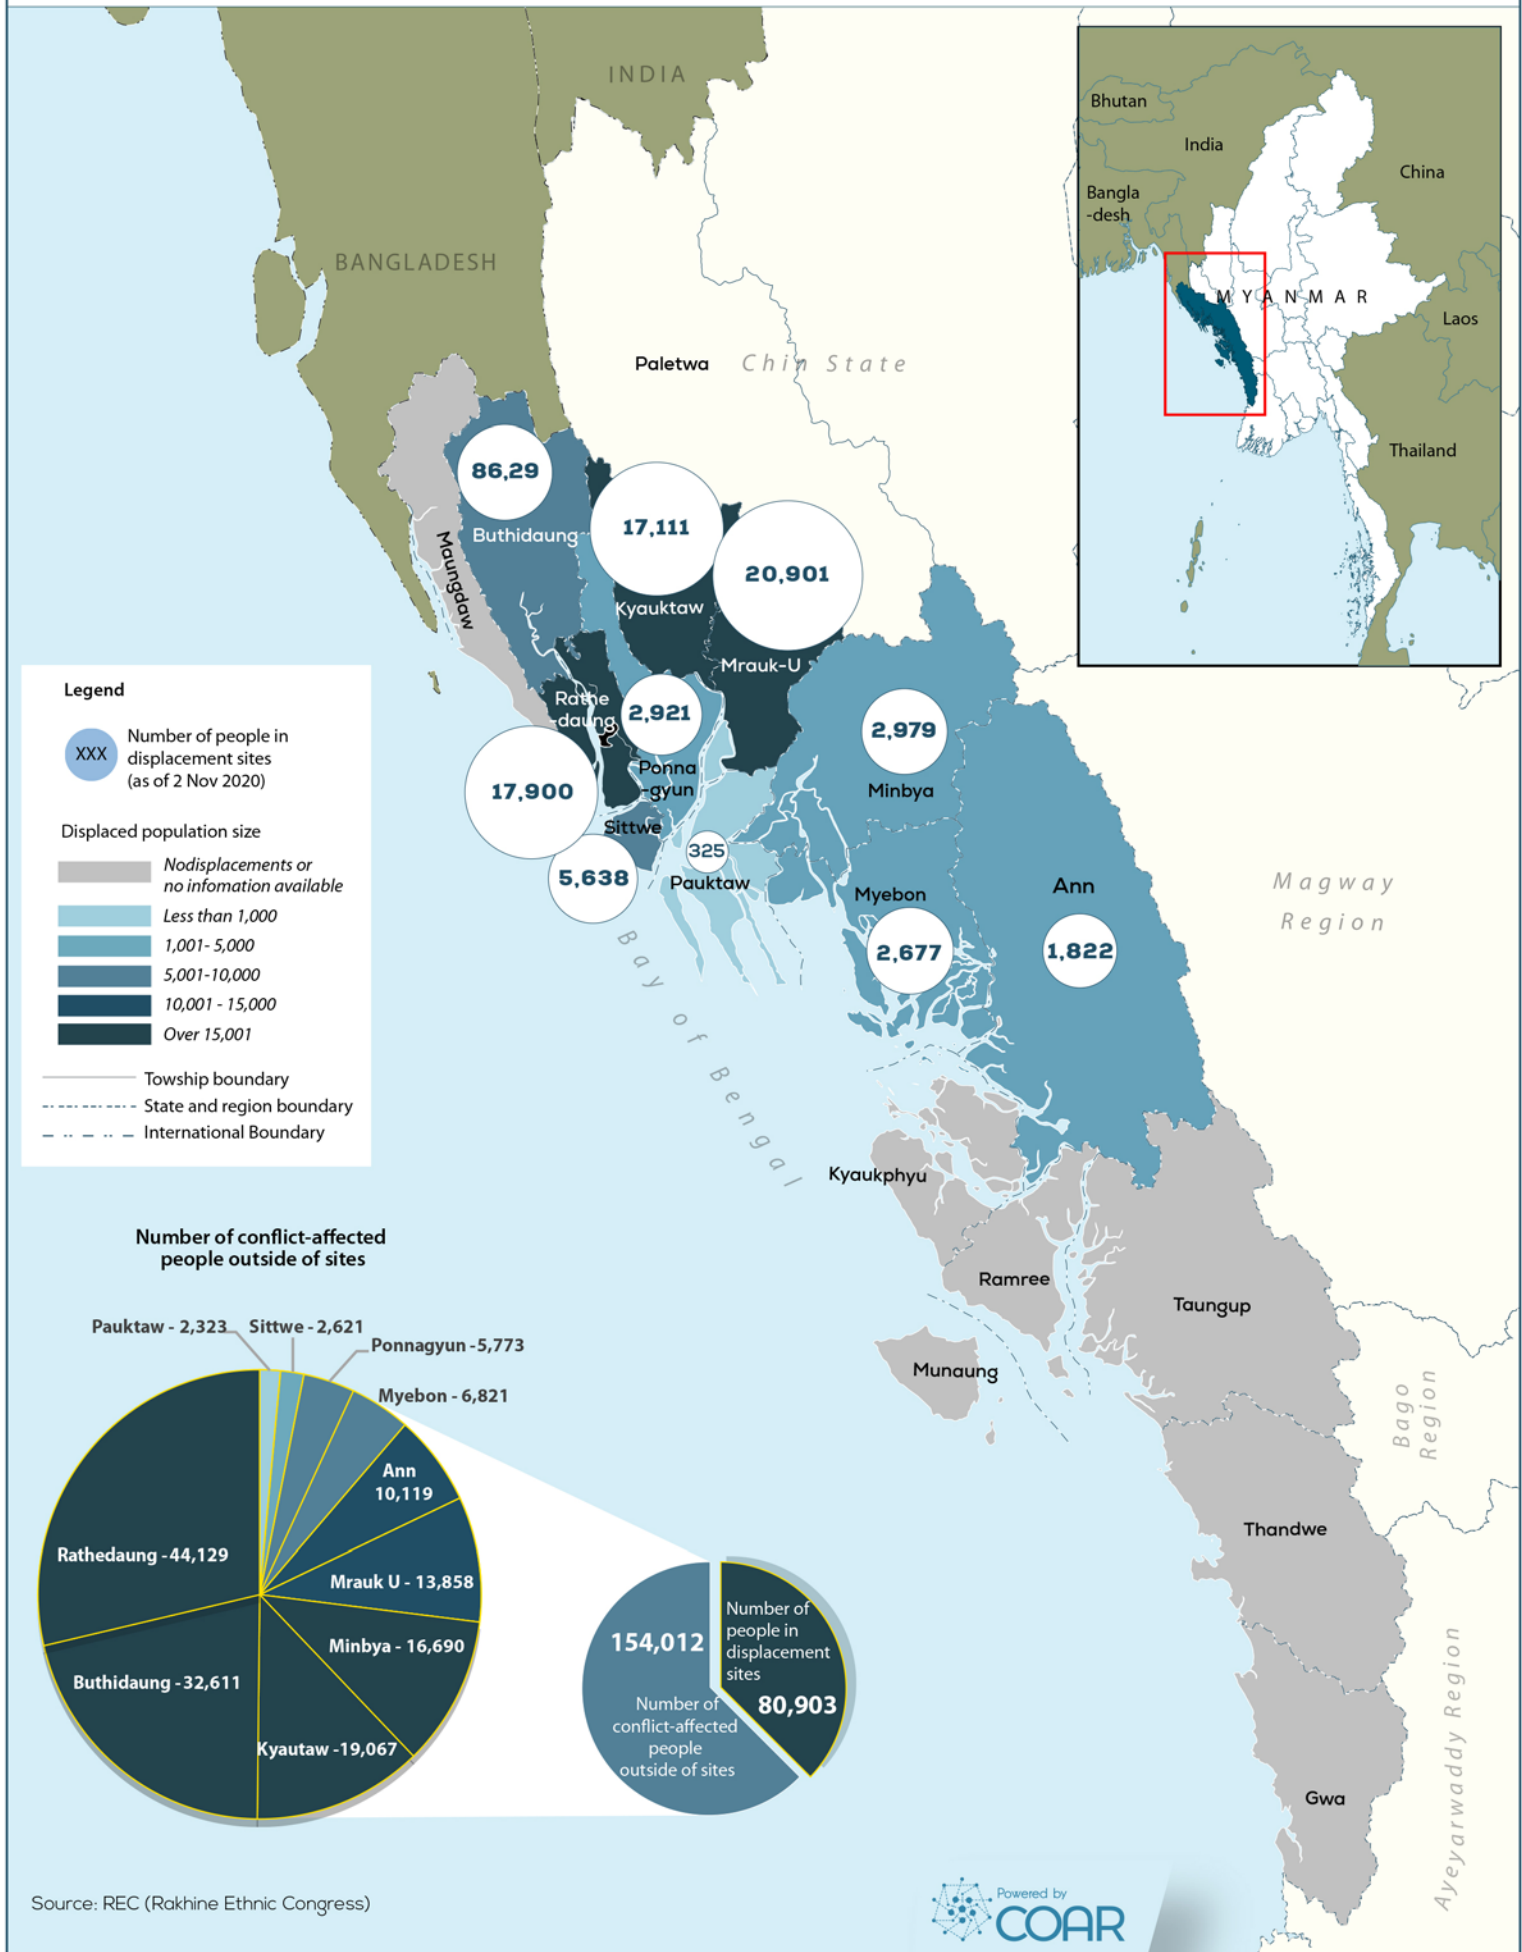 INDIA
BANGLADESH
Paletwa
Chin State
Bhutan
India
China
Bangla
-desh
MYANMAR
Laos
Thailand
86,29
Buthidaung
17,111
Kyauktaw
20,901
Mrauk-U
Maungdaw
Rathe
-daung
2,921
Ponna
-gyun
17,900
Sittwe
5,638
325
Pauktaw
2,979
Minbya
Myebon
2,677
Ann
1,822
Magway
Region
Bay of Bengal
Legend
XXX
Number of people in
displacement sites
(as of 2 Nov 2020)
Displaced population size
Nodisplacements or
no infomation available
Less than 1,000
1,001- 5,000
5,001-10,000
10,001 - 15,000
Over 15,001
Towship boundary
State and region boundary
International Boundary
Kyaukphyu
Ramree
Munaung
Taungup
Thandwe
Gwa
Bago
Region
Ayeyarwaddy Region
Number of conflict-affected
people outside of sites
Pauktaw - 2,323
Sittwe - 2,621
Ponnagyun -5,773
Myebon - 6,821
Ann
10,119
Mrauk U - 13,858
Minbya - 16,690
Kyautaw -19,067
Buthidaung -32,611
Rathedaung -44,129
154,012
Number of
conflict-affected
people
outside of sites
Number of
people in
displacement
sites
80,903
Source: REC (Rakhine Ethnic Congress)
Powered by
COAR